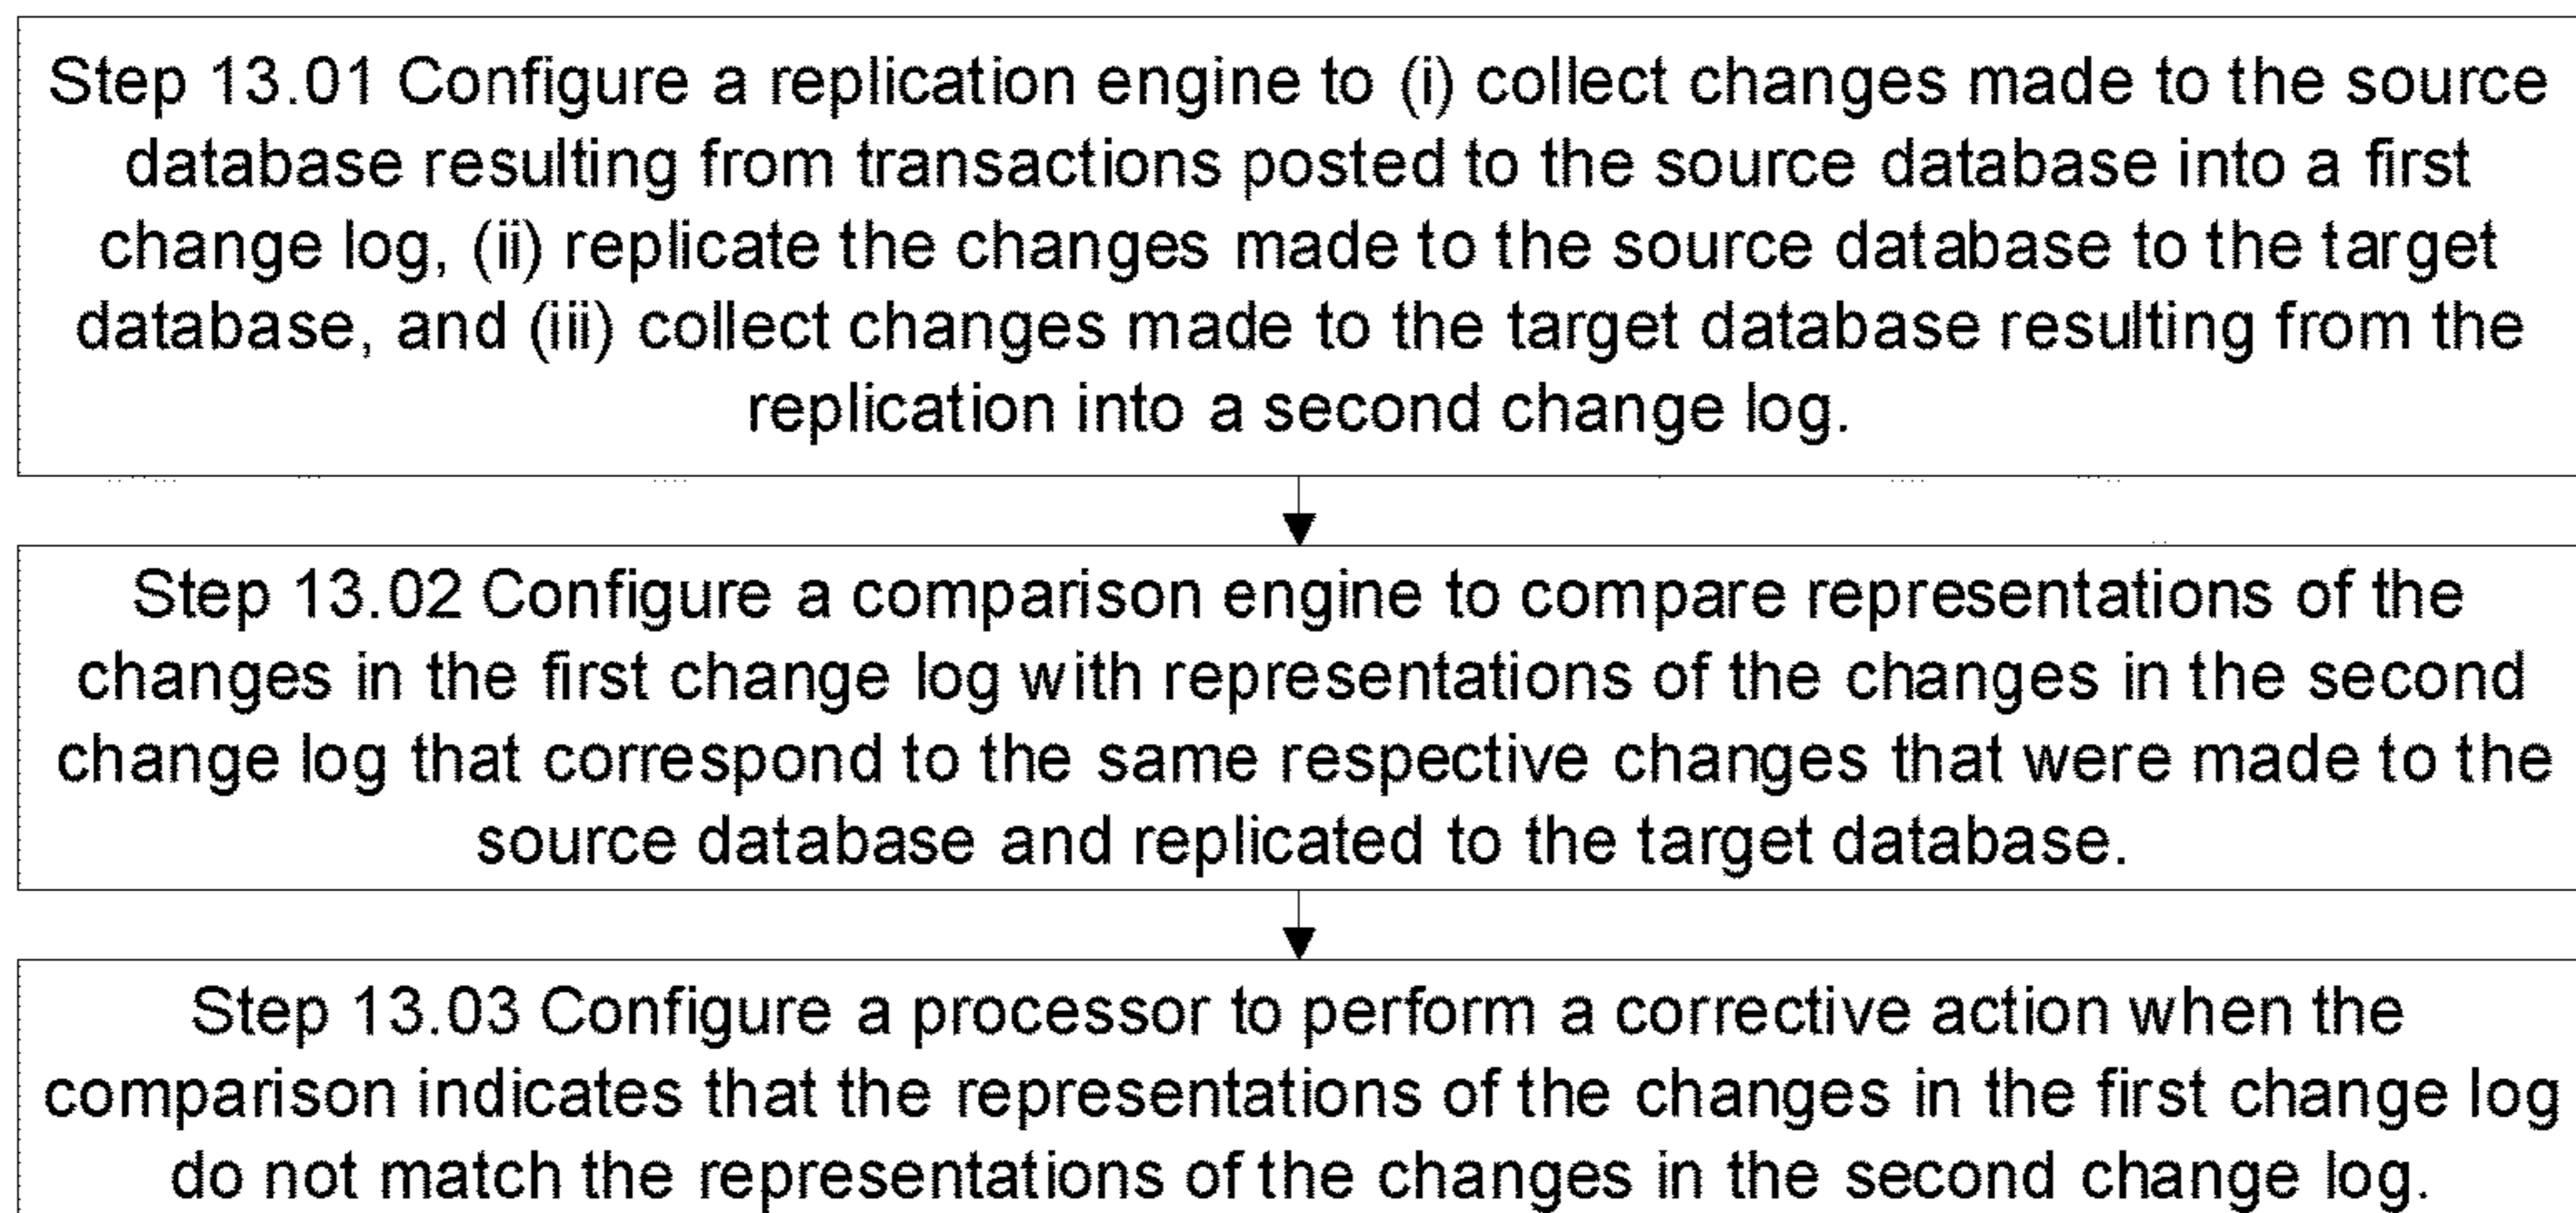 Step 13.01 Configure a replication engine to (i) collect changes made to the source
database resulting from transactions posted to the source database into a first
change log, (ii) replicate the changes made to the source database to the target
database, and (iii) collect changes made to the target database resulting from the
replication into a second change log.
Step 13.02 Configure a comparison engine to compare representations of the
changes in the first change log with representations of the changes in the second
change log that correspond to the same respective changes that were made to the
source database and replicated to the target database.
Step 13.03 Configure a processor to perform a corrective action when the
comparison indicates that the representations of the changes in the first change log
do not match the representations of the changes in the second change log.